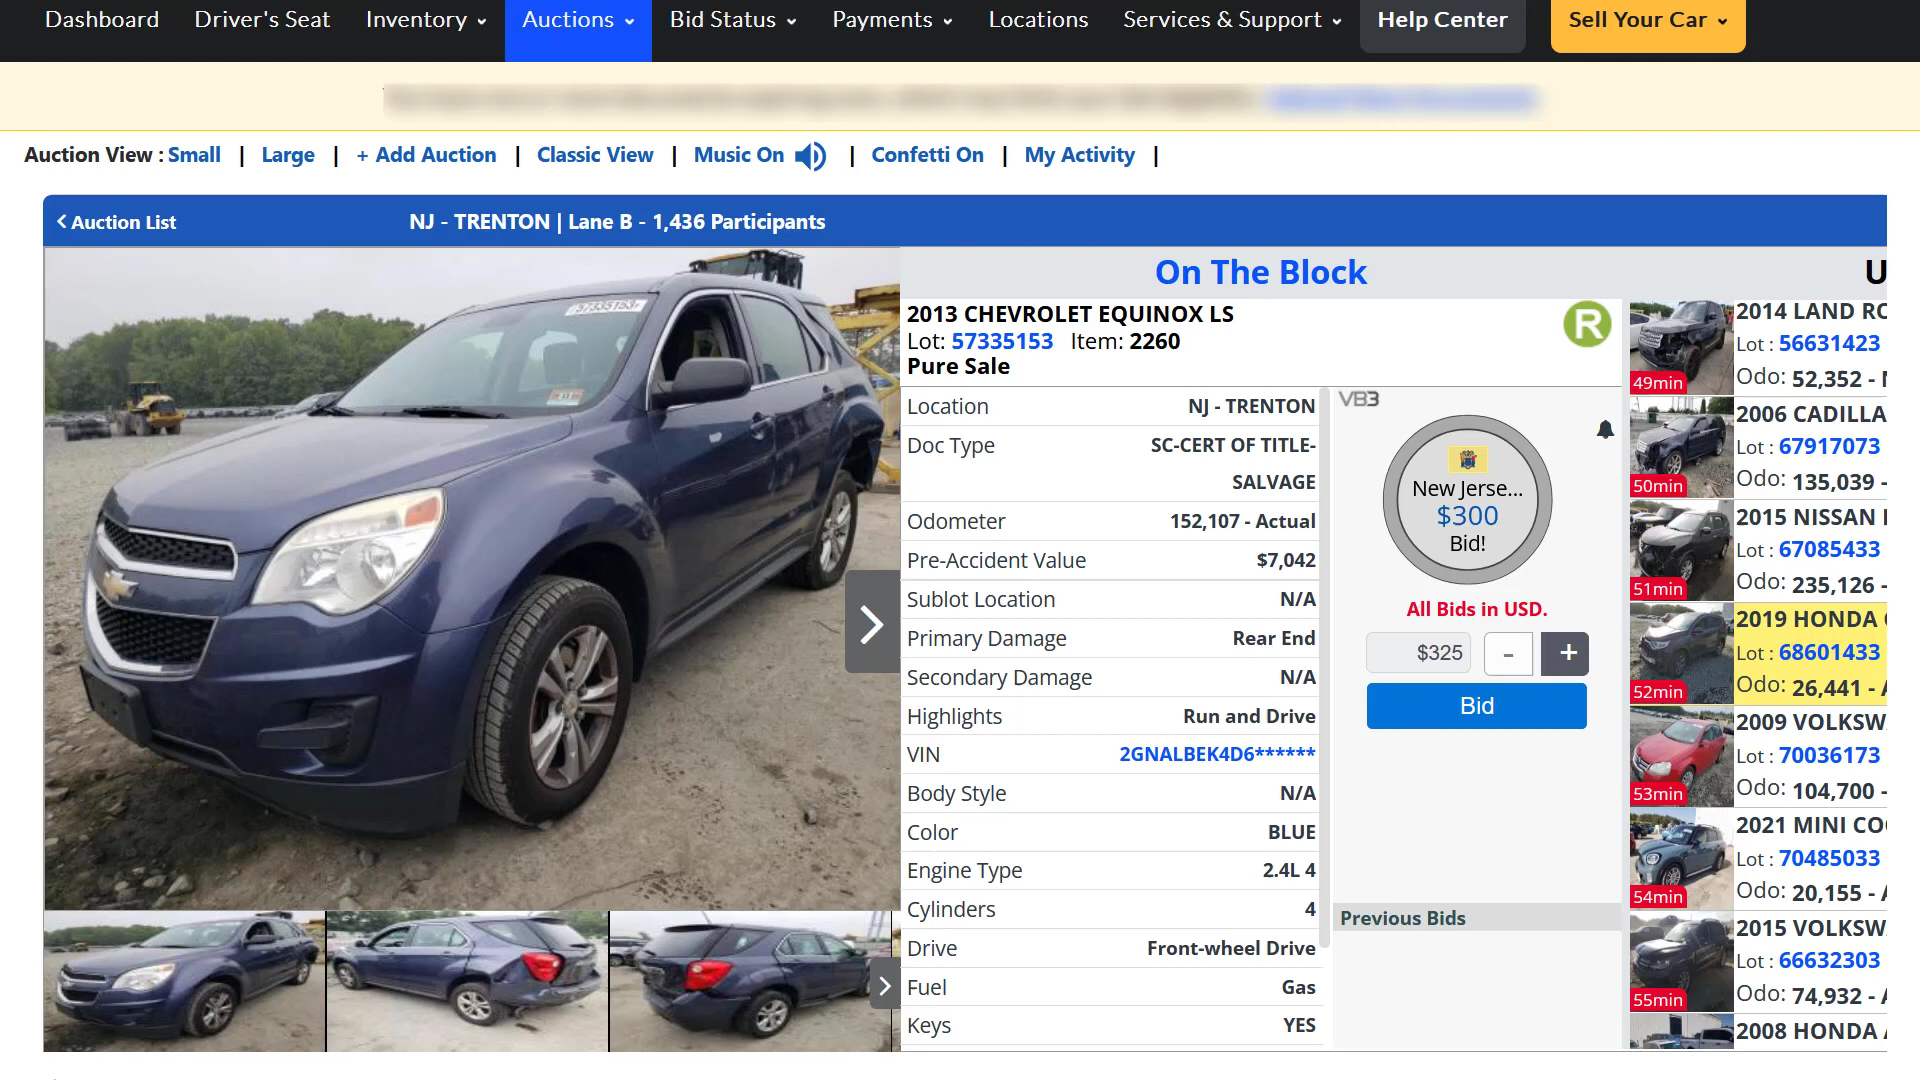 Dashboard Driver's Seat Inventory Auctions Bid Status Payments Locations Services & Support Help Center Sell Your Car
Auction View : Small | Large | + Add Auction | Classic View | Music On | Confetti On | My Activity |
Auction List NJ - TRENTON | Lane B - 1,436 Participants
On The Block U
57335153
2013 CHEVROLET EQUINOX LS
Lot: 57335153 Item: 2260
Pure Sale
R
Location NJ - TRENTON
Doc Type SC-CERT OF TITLE-
SALVAGE
Odometer 152,107 - Actual
Pre-Accident Value $7,042
Sublot Location N/A
Primary Damage Rear End
Secondary Damage N/A
Highlights Run and Drive
VIN 2GNALBEK4D6******
Body Style N/A
Color BLUE
Engine Type 2.4L 4
Cylinders 4
Drive Front-wheel Drive
Fuel Gas
Keys YES
VB3
New Jerse...
$300
Bid!
All Bids in USD.
$325 - +
Bid
Previous Bids
2014 LAND RO
Lot : 56631423
Odo: 52,352 -
49min
2006 CADILLA
Lot : 67917073
Odo: 135,039 -
50min
2015 NISSAN
Lot : 67085433
Odo: 235,126 -
51min
2019 HONDA
Lot : 68601433
Odo: 26,441 - A
52min
2009 VOLKSW
Lot : 70036173
Odo: 104,700 -
53min
2021 MINI COO
Lot : 70485033
Odo: 20,155 - A
54min
2015 VOLKSW
Lot : 66632303
Odo: 74,932 - A
55min
2008 HONDA A